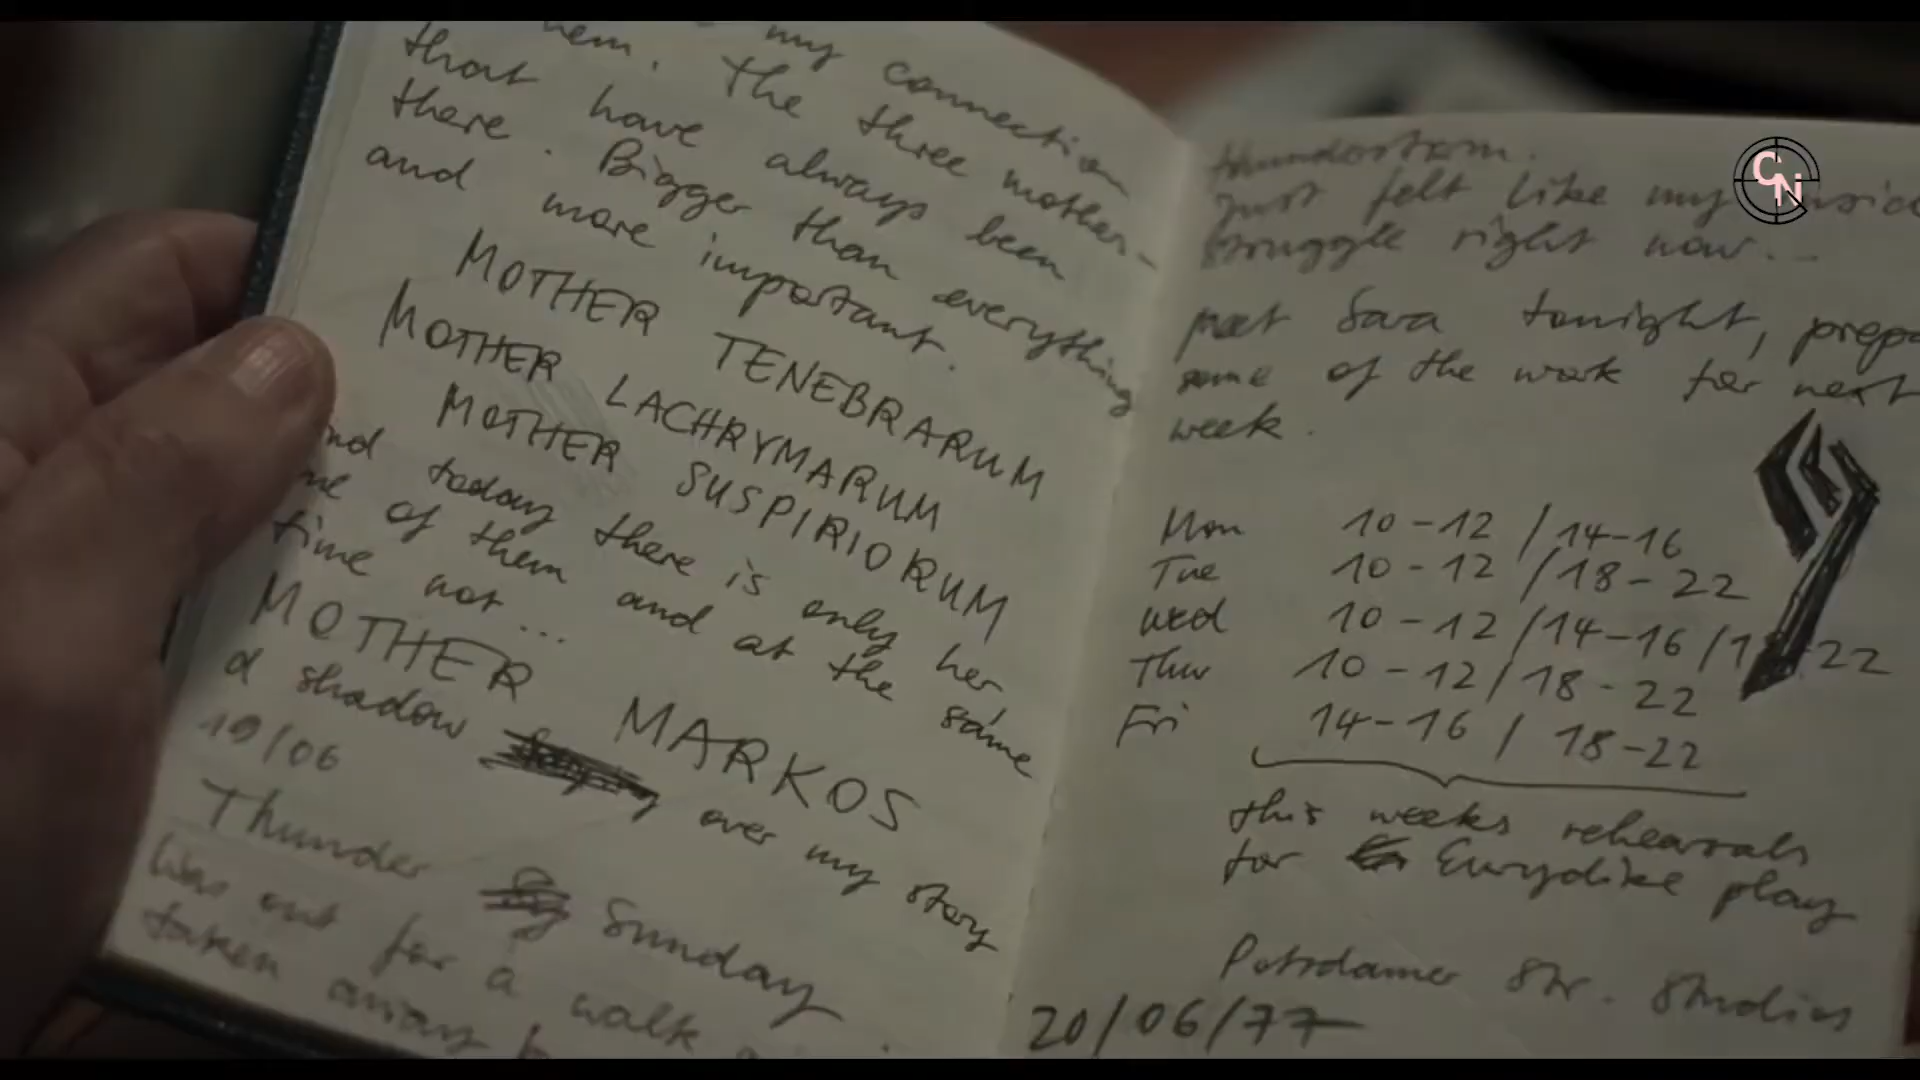 my connection
them. The three mother-
that have always been
there. Bigger than everything
and more important.
MOTHER TENEBRARUM
MOTHER LACHRYMARUM
MOTHER SUSPIRIORUM
and today there is only her
of them and at the same
time not...
MOTHER MARKOS
a shadow over my story
19/06
Thunder Sunday
Was out for a walk
taken away
thunderstorm.
Just felt like my
struggle right now...
meet Sara tonight,
some of the work for next
week.
Mon 10-12 / 14-16
Tue 10-12 / 18-22
Wed 10-12 / 14-16 / 22
Thur 10-12 / 18-22
Fri 14-16 / 18-22
this weeks rehearsals
for Eurydike play
Potsdamer Str. Studios
20/06/77
CN